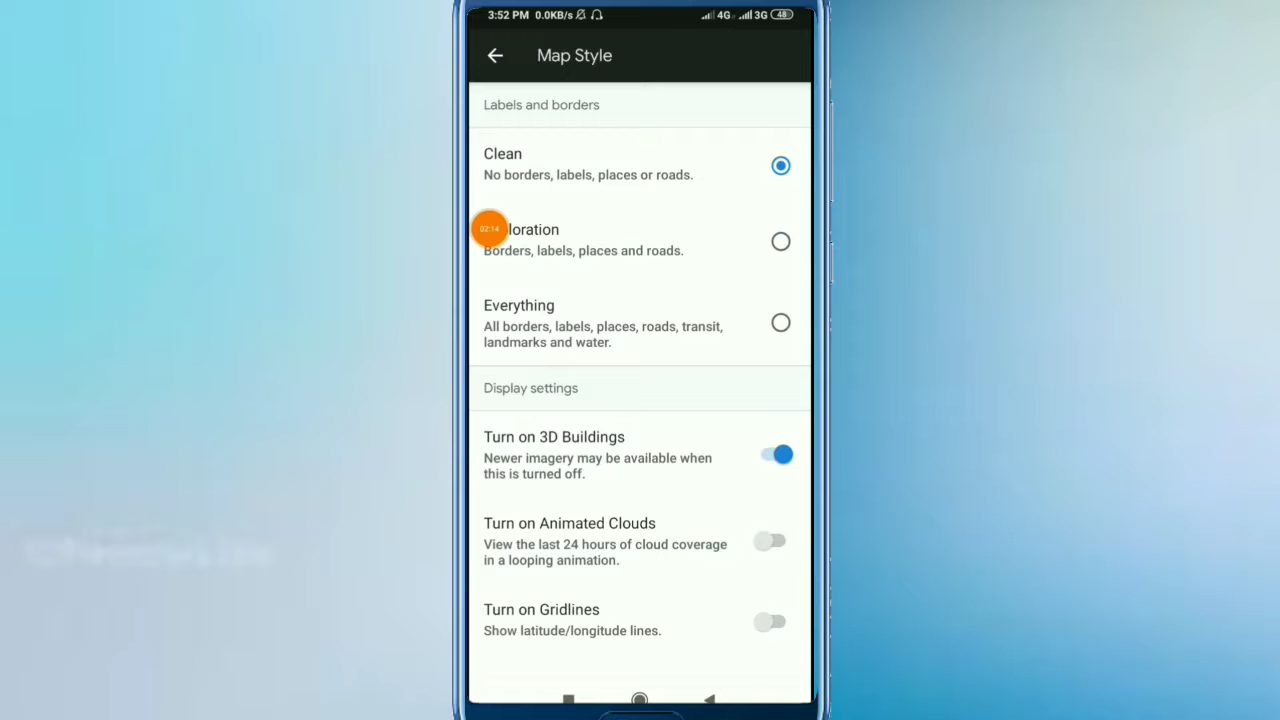 3:52 PM 0.0KB/s 4G 3G 48
Map Style
Labels and borders
Clean
No borders, labels, places or roads.
02:14
loration
Borders, labels, places and roads.
Everything
All borders, labels, places, roads, transit,
landmarks and water.
Display settings
Turn on 3D Buildings
Newer imagery may be available when
this is turned off.
Turn on Animated Clouds
View the last 24 hours of cloud coverage
in a looping animation.
Turn on Gridlines
Show latitude/longitude lines.